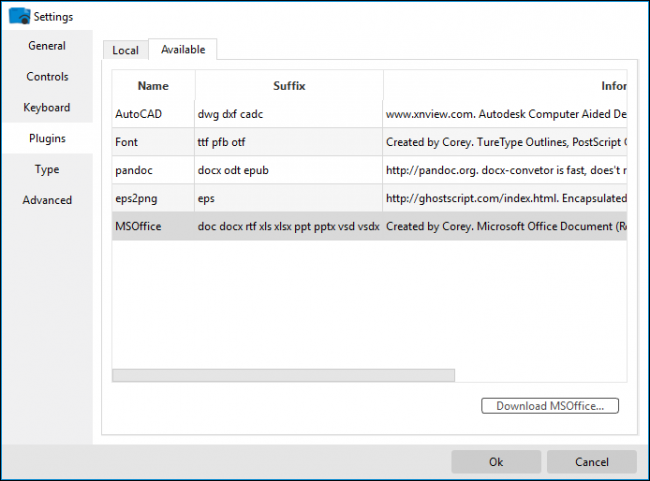 Settings
General
Controls
Keyboard
Plugins
Type
Advanced
Local Available
Name Suffix Infor
AutoCAD dwg dxf cadc www.xnview.com. Autodesk Computer Aided De
Font ttf pfb otf Created by Corey. TureType Outlines, PostScript
pandoc docx odt epub http://pandoc.org. docx-convetor is fast, does't
eps2png eps http://ghostscript.com/index.html. Encapsulated
MSOffice doc docx rtf xls xlsx ppt pptx vsd vsdx Created by Corey. Microsoft Office Document
Download MSOffice...
Ok Cancel